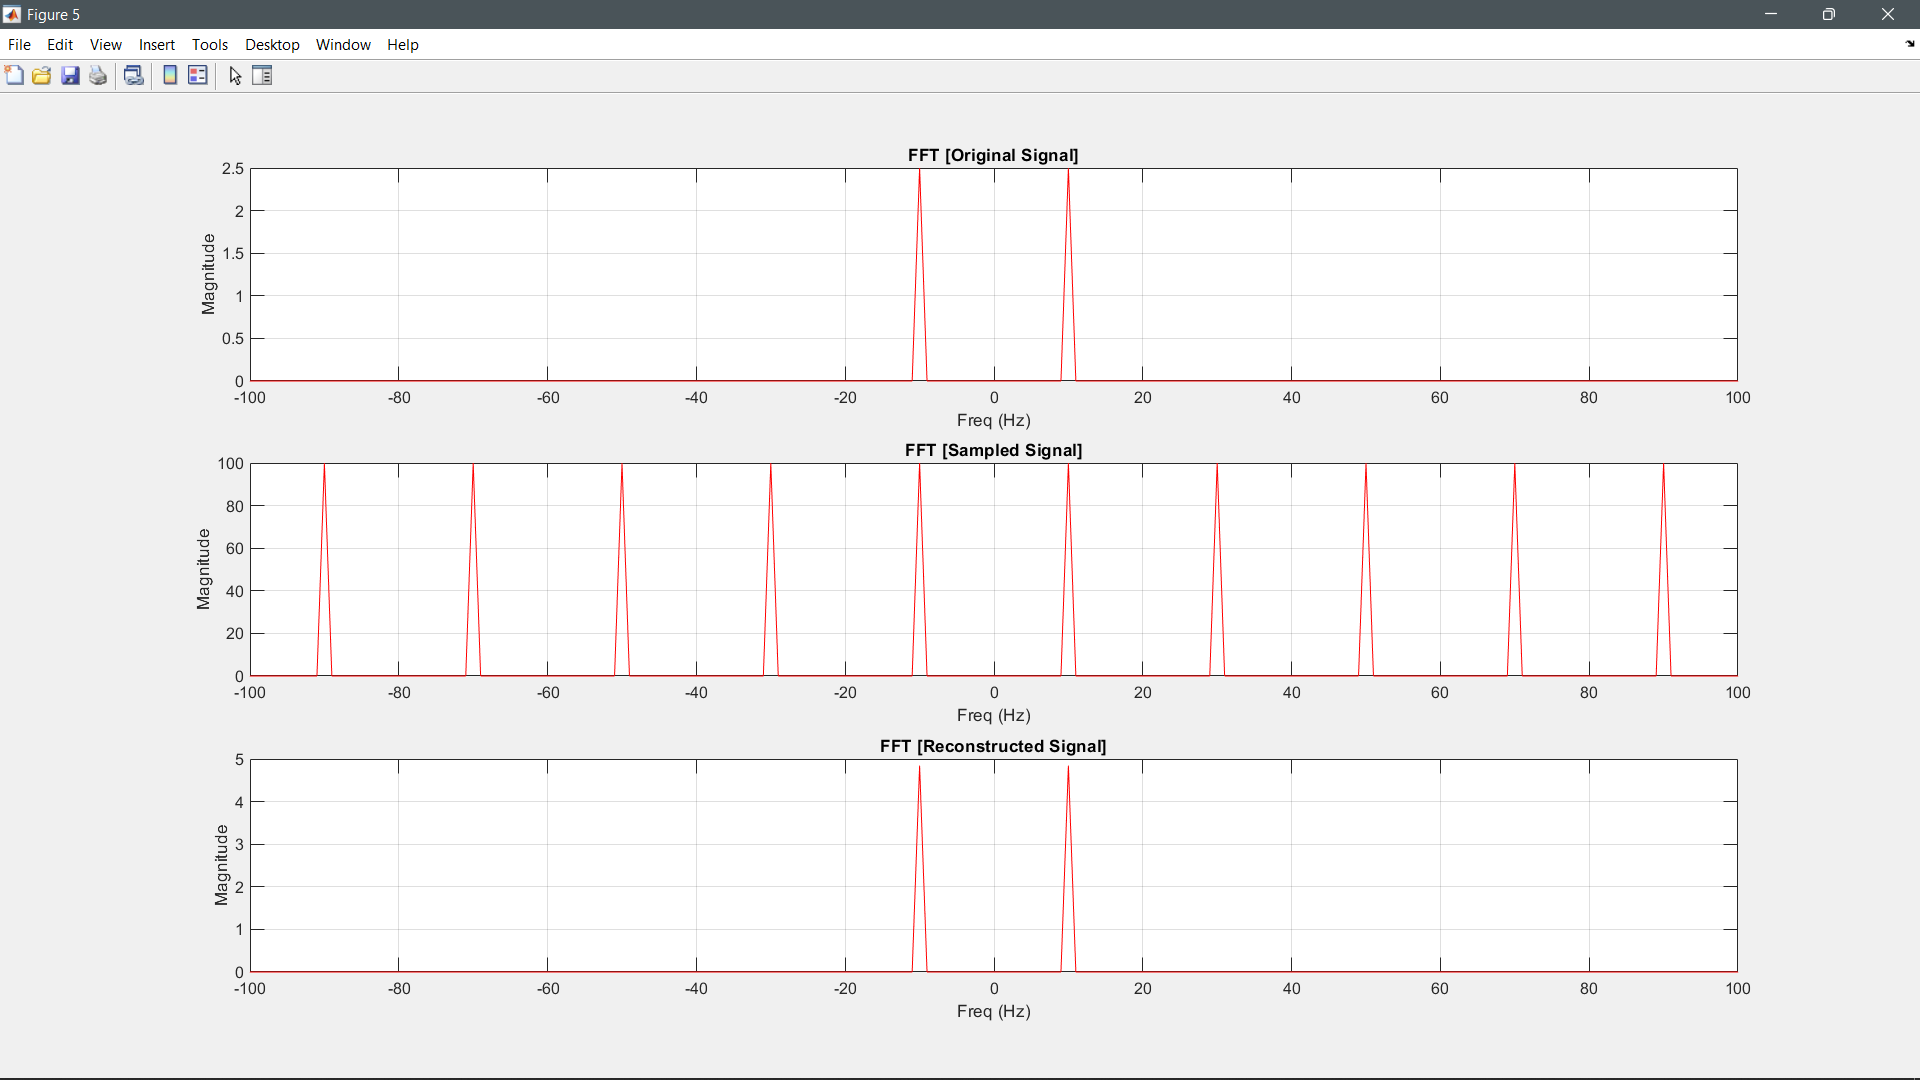 Figure 5
File Edit View Insert Tools Desktop Window Help
FFT [Original Signal]
2.5
2
1.5
1
0.5
0
Magnitude
-100 -80 -60 -40 -20 0 20 40 60 80 100
Freq (Hz)
FFT [Sampled Signal]
100
80
60
40
20
0
Magnitude
-100 -80 -60 -40 -20 0 20 40 60 80 100
Freq (Hz)
FFT [Reconstructed Signal]
5
4
3
2
1
0
Magnitude
-100 -80 -60 -40 -20 0 20 40 60 80 100
Freq (Hz)